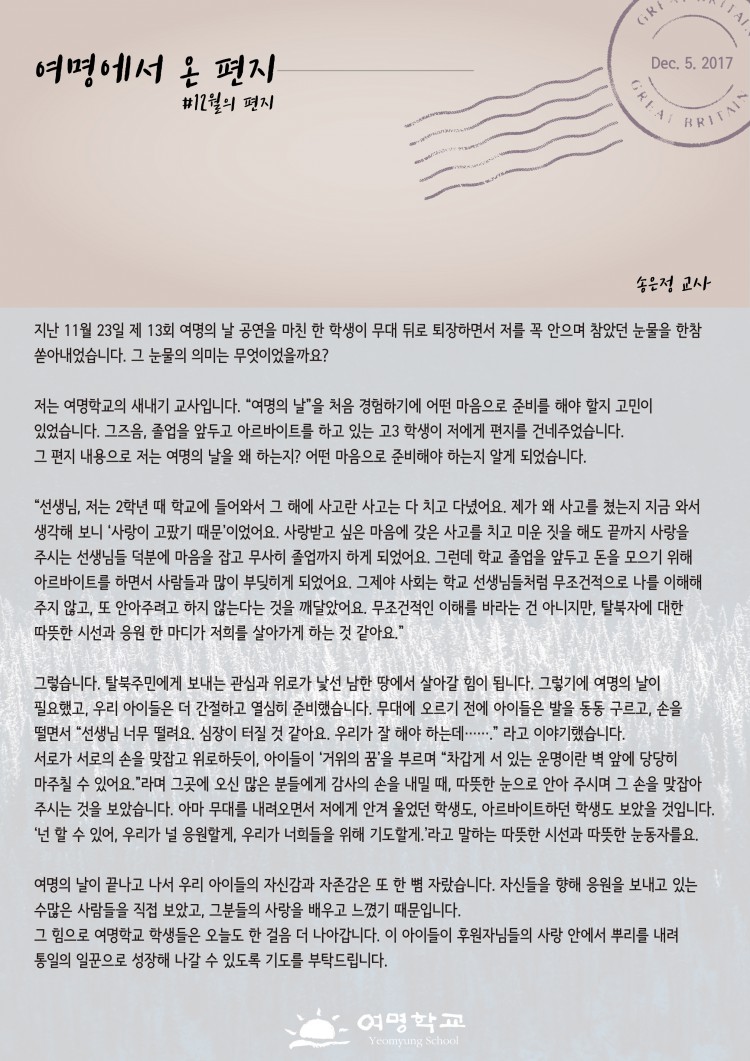 여명에서 온 편지
#12월의 편지
GREAT BRITAIN
Dec. 5. 2017
GREAT BRITAIN
송은정 교사
지난 11월 23일 제 13회 여명의 날 공연을 마친 한 학생이 무대 뒤로 퇴장하면서 저를 꼭 안으며 참았던 눈물을 한참
쏟아내었습니다. 그 눈물의 의미는 무엇이었을까요?
저는 여명학교의 새내기 교사입니다. “여명의 날”을 처음 경험하기에 어떤 마음으로 준비를 해야 할지 고민이
있었습니다. 그즈음, 졸업을 앞두고 아르바이트를 하고 있는 고3 학생이 저에게 편지를 건네주었습니다.
그 편지 내용으로 저는 여명의 날을 왜 하는지? 어떤 마음으로 준비해야 하는지 알게 되었습니다.
“선생님, 저는 2학년 때 학교에 들어와서 그 해에 사고란 사고는 다 치고 다녔어요. 제가 왜 사고를 쳤는지 지금 와서
생각해 보니 ‘사랑이 고팠기 때문’이었어요. 사랑받고 싶은 마음에 갖은 사고를 치고 미운 짓을 해도 끝까지 사랑을
주시는 선생님들 덕분에 마음을 잡고 무사히 졸업까지 하게 되었어요. 그런데 학교 졸업을 앞두고 돈을 모으기 위해
아르바이트를 하면서 사람들과 많이 부딪히게 되었어요. 그제야 사회는 학교 선생님들처럼 무조건적으로 나를 이해해
주지 않고, 또 안아주려고 하지 않는다는 것을 깨달았어요. 무조건적인 이해를 바라는 건 아니지만, 탈북자에 대한
따뜻한 시선과 응원 한 마디가 저희를 살아가게 하는 것 같아요.”
그렇습니다. 탈북주민에게 보내는 관심과 위로가 낯선 남한 땅에서 살아갈 힘이 됩니다. 그렇기에 여명의 날이
필요했고, 우리 아이들은 더 간절하고 열심히 준비했습니다. 무대에 오르기 전에 아이들은 발을 동동 구르고, 손을
떨면서 “선생님 너무 떨려요. 심장이 터질 것 같아요. 우리가 잘 해야 하는데…….” 라고 이야기했습니다.
서로가 서로의 손을 맞잡고 위로하듯이, 아이들이 ‘거위의 꿈’을 부르며 “차갑게 서 있는 운명이란 벽 앞에 당당히
마주칠 수 있어요.”라며 그곳에 오신 많은 분들에게 감사의 손을 내밀 때, 따뜻한 눈으로 안아 주시며 그 손을 맞잡아
주시는 것을 보았습니다. 아마 무대를 내려오면서 저에게 안겨 울었던 학생도, 아르바이트하던 학생도 보았을 것입니다.
‘넌 할 수 있어, 우리가 널 응원할게, 우리가 너희들을 위해 기도할게.’라고 말하는 따뜻한 시선과 따뜻한 눈동자를요.
여명의 날이 끝나고 나서 우리 아이들의 자신감과 자존감은 또 한 뼘 자랐습니다. 자신들을 향해 응원을 보내고 있는
수많은 사람들을 직접 보았고, 그분들의 사랑을 배우고 느꼈기 때문입니다.
그 힘으로 여명학교 학생들은 오늘도 한 걸음 더 나아갑니다. 이 아이들이 후원자님들의 사랑 안에서 뿌리를 내려
통일의 일꾼으로 성장해 나갈 수 있도록 기도를 부탁드립니다.
여명학교
Yeomyung School